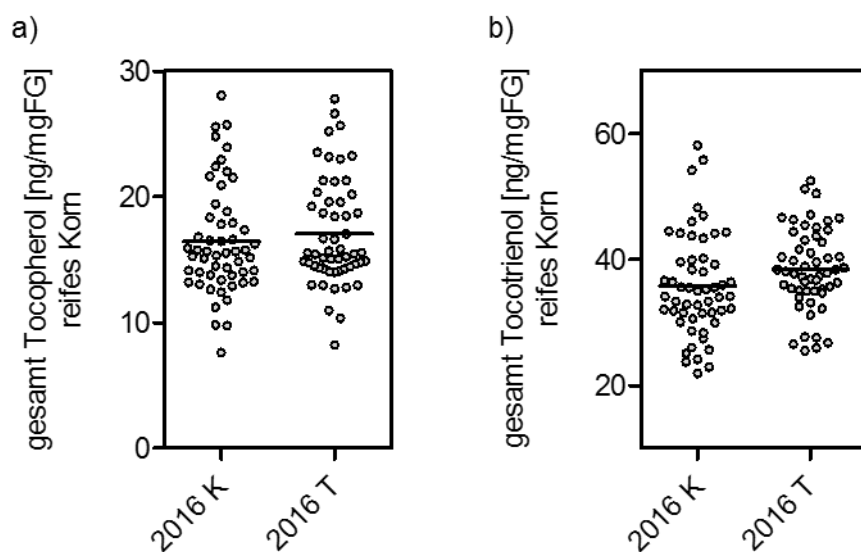 a)
gesamt Tocopherol [ng/mgFG]
reifes Korn
30
20
10
0
2016 K
2016 T
b)
gesamt Tocotrienol [ng/mgFG]
reifes Korn
60
40
20
2016 K
2016 T